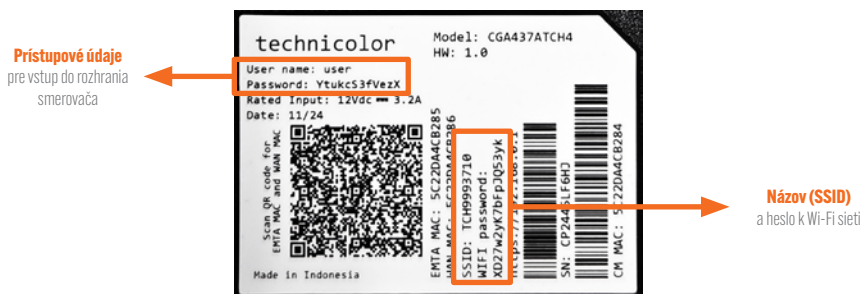 Prístupové údaje
pre vstup do rozhrania
smerovača
technicolor
Model: CGA437ATCH4
HW: 1.0
User name: user
Password: YtukcS3fVezX
Rated Input: 12Vdc 3.2A
Date: 11/24
Scan QR code for
EMTA MAC and WAN MAC
Made in Indonesia
EMTA MAC: 5C22DA4CB285
SSID: TCH9993710
WIFI password:
XD27w2yK7bFpJQ53yk
CM MAC: 5C22DA4CB284
Názov (SSID)
a heslo k Wi-Fi sieti